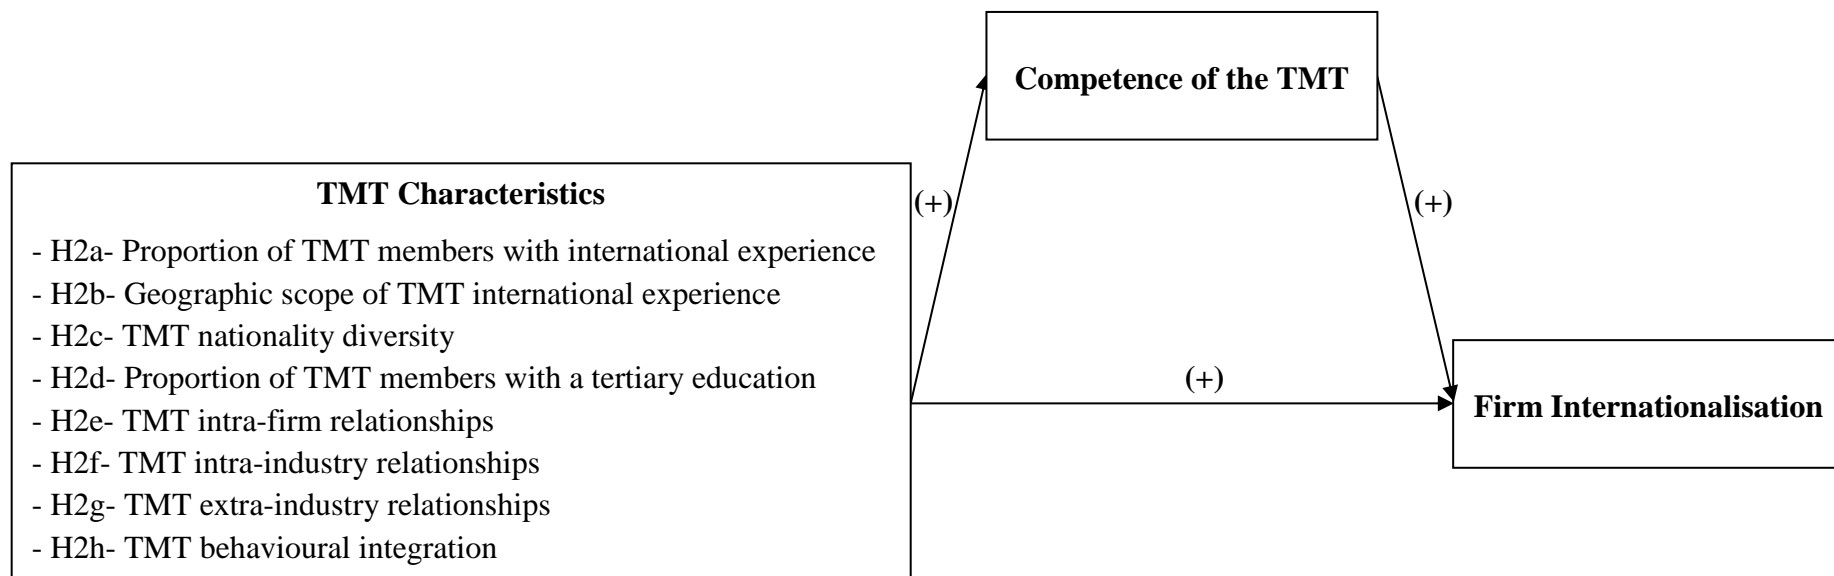 Competence of the TMT
TMT Characteristics
(+)
(+)
- H2a- Proportion of TMT members with international experience
- H2b- Geographic scope of TMT international experience
- H2c- TMT nationality diversity
- H2d- Proportion of TMT members with a tertiary education
(+)
- H2e- TMT intra-firm relationships
Firm Internationalisation
- H2f- TMT intra-industry relationships
- H2g- TMT extra-industry relationships
- H2h- TMT behavioural integration